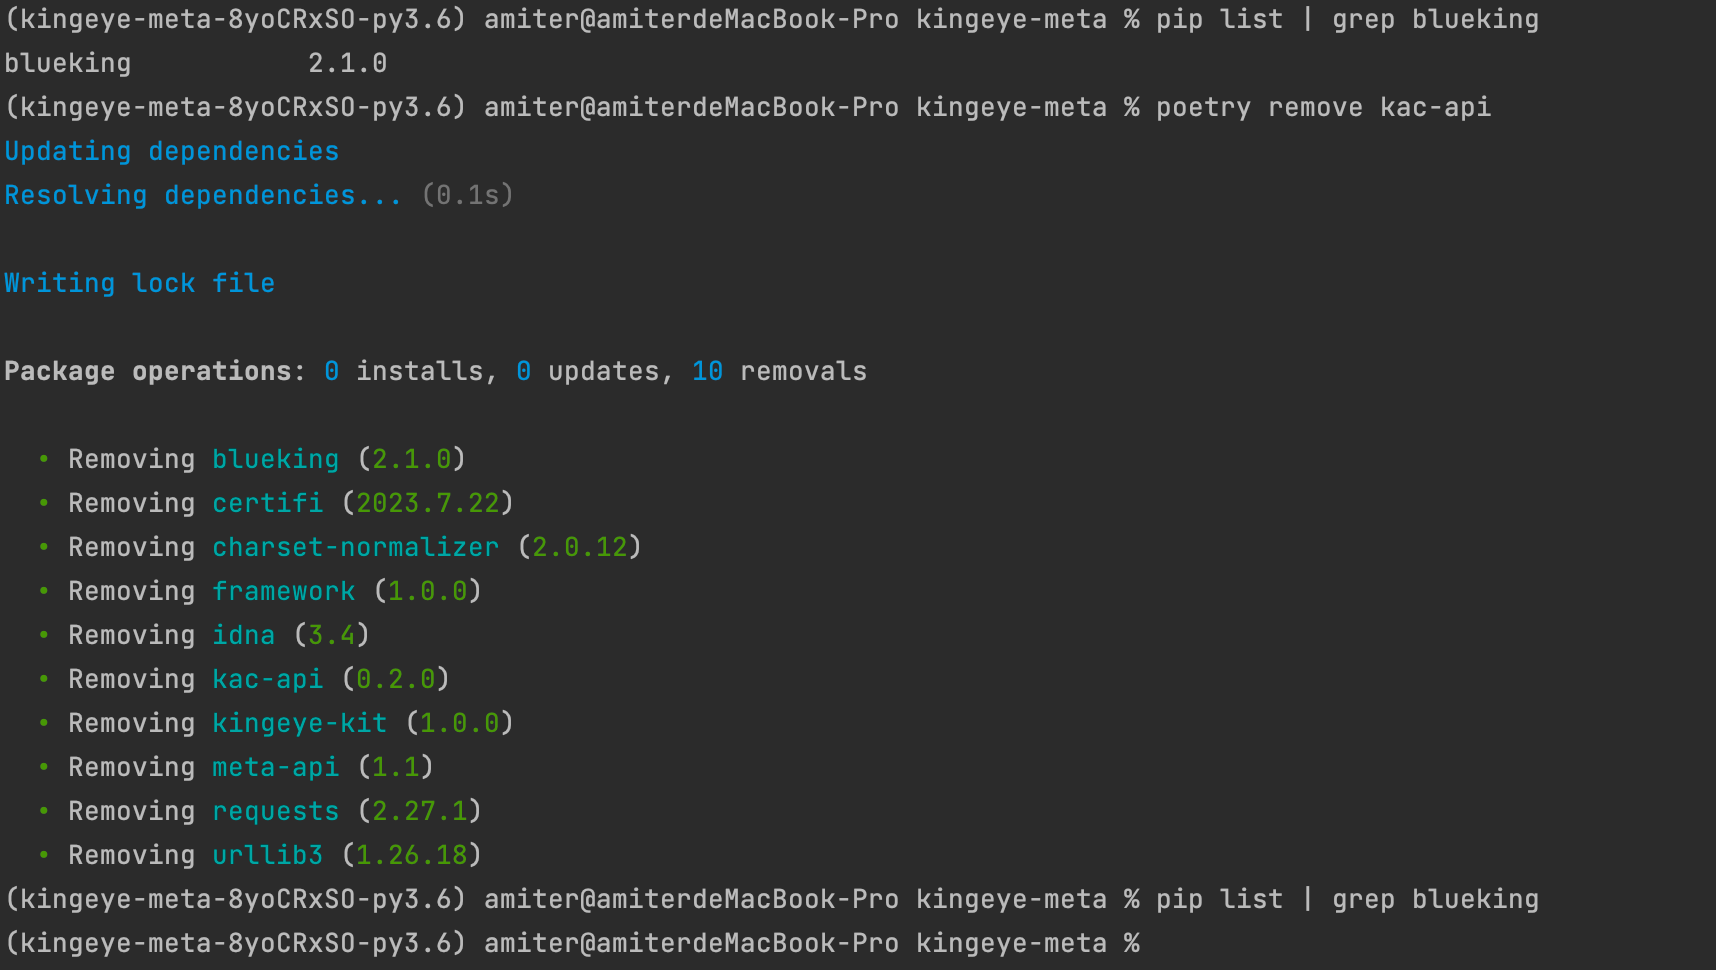 (kingeye-meta-8yoCRxSO-py3.6) amiter@amiterdeMacBook-Pro kingeye-meta % pip list | grep blueking
blueking           2.1.0
(kingeye-meta-8yoCRxSO-py3.6) amiter@amiterdeMacBook-Pro kingeye-meta % poetry remove kac-api
Updating dependencies
Resolving dependencies... (0.1s)
Writing lock file
Package operations: 0 installs, 0 updates, 10 removals
• Removing blueking (2.1.0)
• Removing certifi (2023.7.22)
• Removing charset-normalizer (2.0.12)
• Removing framework (1.0.0)
• Removing idna (3.4)
• Removing kac-api (0.2.0)
• Removing kingeye-kit (1.0.0)
• Removing meta-api (1.1)
• Removing requests (2.27.1)
• Removing urllib3 (1.26.18)
(kingeye-meta-8yoCRxSO-py3.6) amiter@amiterdeMacBook-Pro kingeye-meta % pip list | grep blueking
(kingeye-meta-8yoCRxSO-py3.6) amiter@amiterdeMacBook-Pro kingeye-meta %